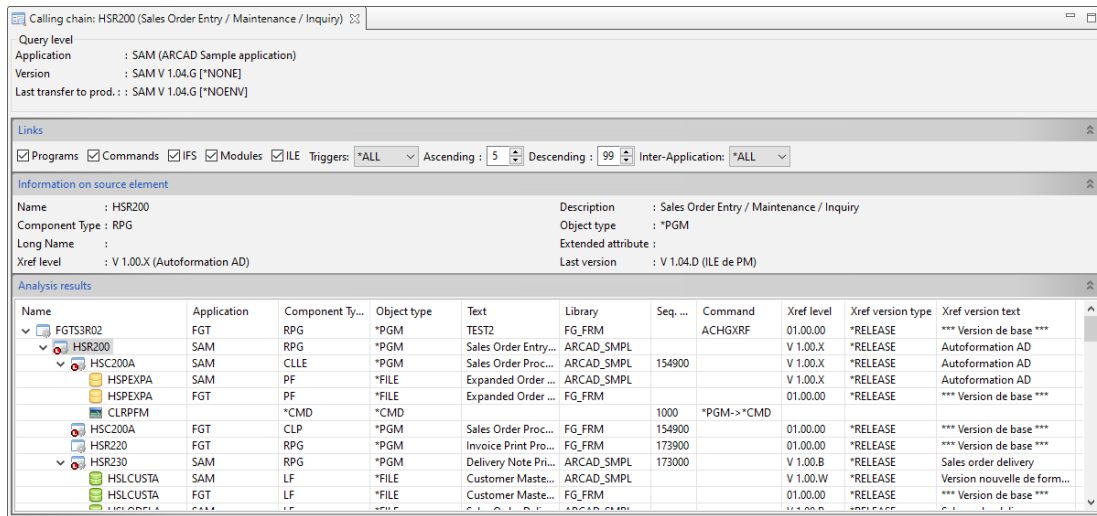 Calling chain: HSR200 (Sales Order Entry / Maintenance / Inquiry)
Query level
Application : SAM (ARCAD Sample application)
Version : SAM V 1.04.G [*NONE]
Last transfer to prod. : : SAM V 1.04.G [*NOENV]
Links
Programs Commands IFS Modules ILE Triggers: *ALL Ascending : 5 Descending : 99 Inter-Application: *ALL
Information on source element
Name : HSR200 Description : Sales Order Entry / Maintenance / Inquiry
Component Type : RPG Object type : *PGM
Long Name : Extended attribute :
Xref level : V 1.00.X (Autoformation AD) Last version : V 1.04.D (ILE de PM)
Analysis results
Name Application Component Ty... Object type Text Library Seq. ... Command Xref level Xref version type Xref version text
FGTS3R02 FGT RPG *PGM TEST2 FG_FRM ACHGXRF 01.00.00 *RELEASE *** Version de base ***
HSR200 SAM RPG *PGM Sales Order Entry... ARCAD_SMPL V 1.00.X *RELEASE Autoformation AD
HSC200A SAM CLLE *PGM Sales Order Proc... ARCAD_SMPL 154900 V 1.00.X *RELEASE Autoformation AD
HSPEXPA SAM PF *FILE Expanded Order ... ARCAD_SMPL V 1.00.X *RELEASE Autoformation AD
HSPEXPA FGT PF *FILE Expanded Order ... FG_FRM 01.00.00 *RELEASE *** Version de base ***
CLRPFM *CMD *CMD 1000 *PGM->*CMD
HSC200A FGT CLP *PGM Sales Order Proc... FG_FRM 154900 01.00.00 *RELEASE *** Version de base ***
HSR220 FGT RPG *PGM Invoice Print Pro... FG_FRM 173900 01.00.00 *RELEASE *** Version de base ***
HSR230 SAM RPG *PGM Delivery Note Pri... ARCAD_SMPL 173000 V 1.00.B *RELEASE Sales order delivery
HSLCUSTA SAM LF *FILE Customer Maste... ARCAD_SMPL V 1.00.W *RELEASE Version nouvelle de form...
HSLCUSTA FGT LF *FILE Customer Maste... FG_FRM 01.00.00 *RELEASE *** Version de base ***